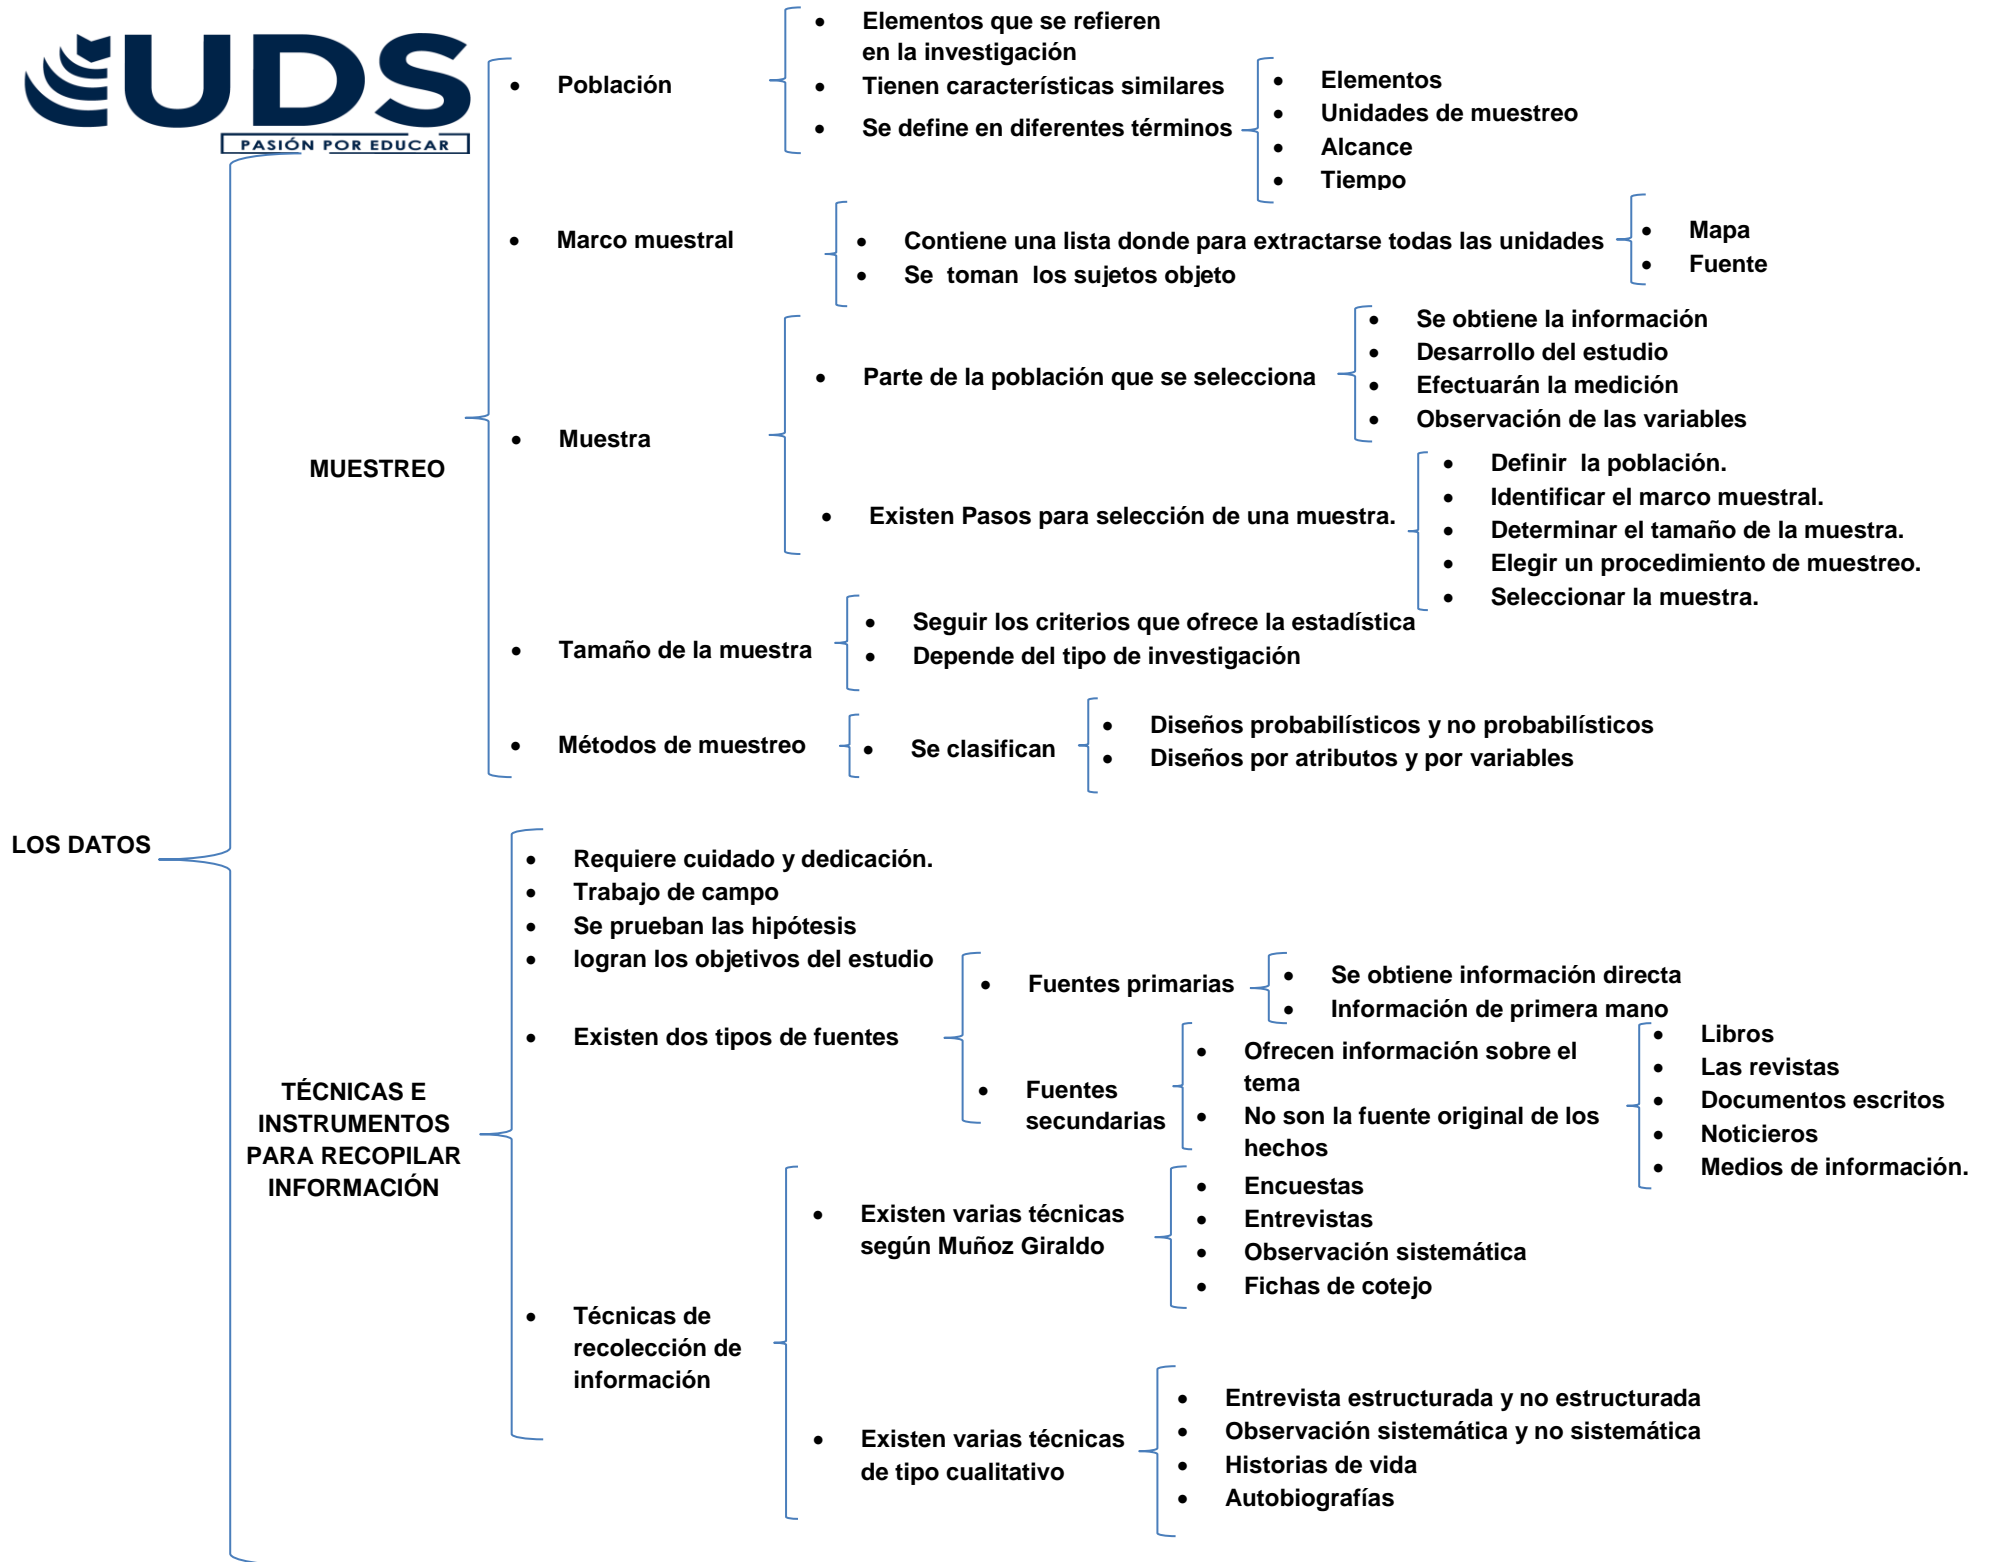 UDS
PASIÓN POR EDUCAR
LOS DATOS
MUESTREO
• Población
• Elementos que se refieren
en la investigación
• Tienen características similares
• Se define en diferentes términos
• Elementos
• Unidades de muestreo
• Alcance
• Tiempo
• Marco muestral
• Contiene una lista donde para extractarse todas las unidades
• Se toman los sujetos objeto
• Mapa
• Fuente
• Muestra
• Parte de la población que se selecciona
• Se obtiene la información
• Desarrollo del estudio
• Efectuarán la medición
• Observación de las variables
• Existen Pasos para selección de una muestra.
• Definir la población.
• Identificar el marco muestral.
• Determinar el tamaño de la muestra.
• Elegir un procedimiento de muestreo.
• Seleccionar la muestra.
• Tamaño de la muestra
• Seguir los criterios que ofrece la estadística
• Depende del tipo de investigación
• Métodos de muestreo
• Se clasifican
• Diseños probabilísticos y no probabilísticos
• Diseños por atributos y por variables
TÉCNICAS E
INSTRUMENTOS
PARA RECOPILAR
INFORMACIÓN
• Requiere cuidado y dedicación.
• Trabajo de campo
• Se prueban las hipótesis
• logran los objetivos del estudio
• Existen dos tipos de fuentes
• Fuentes primarias
• Se obtiene información directa
• Información de primera mano
• Fuentes
secundarias
• Ofrecen información sobre el
tema
• No son la fuente original de los
hechos
• Libros
• Las revistas
• Documentos escritos
• Noticieros
• Medios de información.
• Técnicas de
recolección de
información
• Existen varias técnicas
según Muñoz Giraldo
• Encuestas
• Entrevistas
• Observación sistemática
• Fichas de cotejo
• Existen varias técnicas
de tipo cualitativo
• Entrevista estructurada y no estructurada
• Observación sistemática y no sistemática
• Historias de vida
• Autobiografías